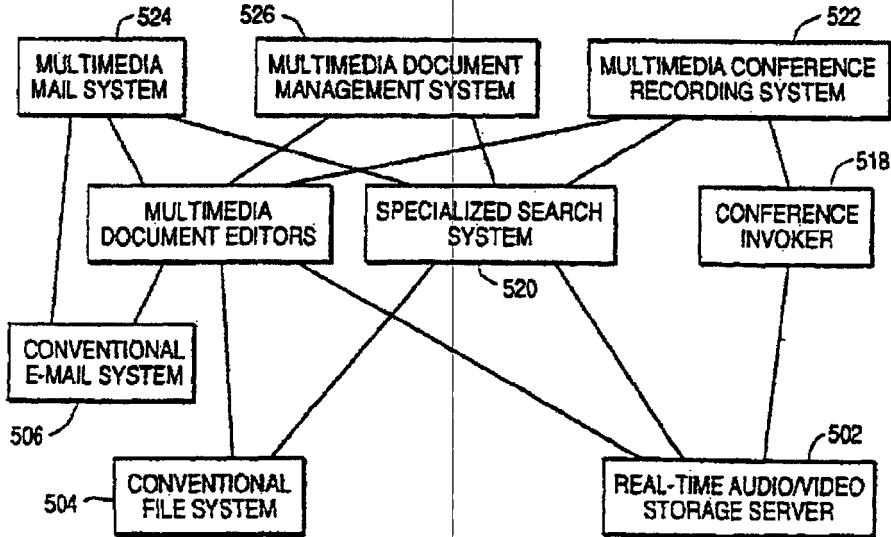 524
526
522
MULTIMEDIA
MAIL SYSTEM
MULTIMEDIA DOCUMENT
MANAGEMENT SYSTEM
MULTIMEDIA CONFERENCE
RECORDING SYSTEM
518
MULTIMEDIA
DOCUMENT EDITORS
SPECIALIZED SEARCH
SYSTEM
CONFERENCE
INVOKER
520
CONVENTIONAL
E-MAIL SYSTEM
506
502
504
CONVENTIONAL
FILE SYSTEM
REAL-TIME AUDIO/VIDEO
STORAGE SERVER